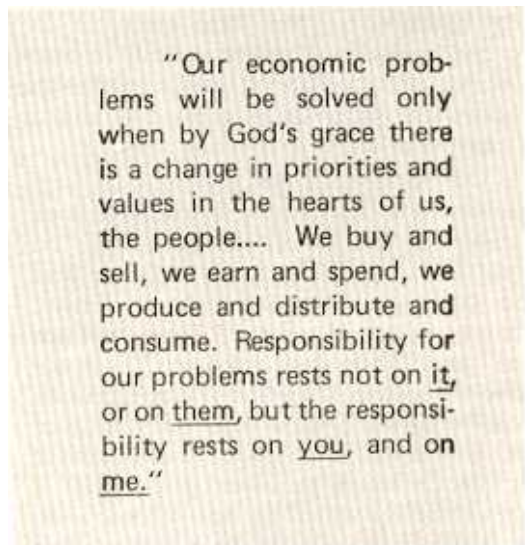 "Our economic prob-
lems will be solved only
when by God's grace there
is a change in priorities and
values in the hearts of us,
the people.... We buy and
sell, we earn and spend, we
produce and distribute and
consume. Responsibility for
our problems rests not on it,
or on them, but the responsi-
bility rests on you, and on
me."